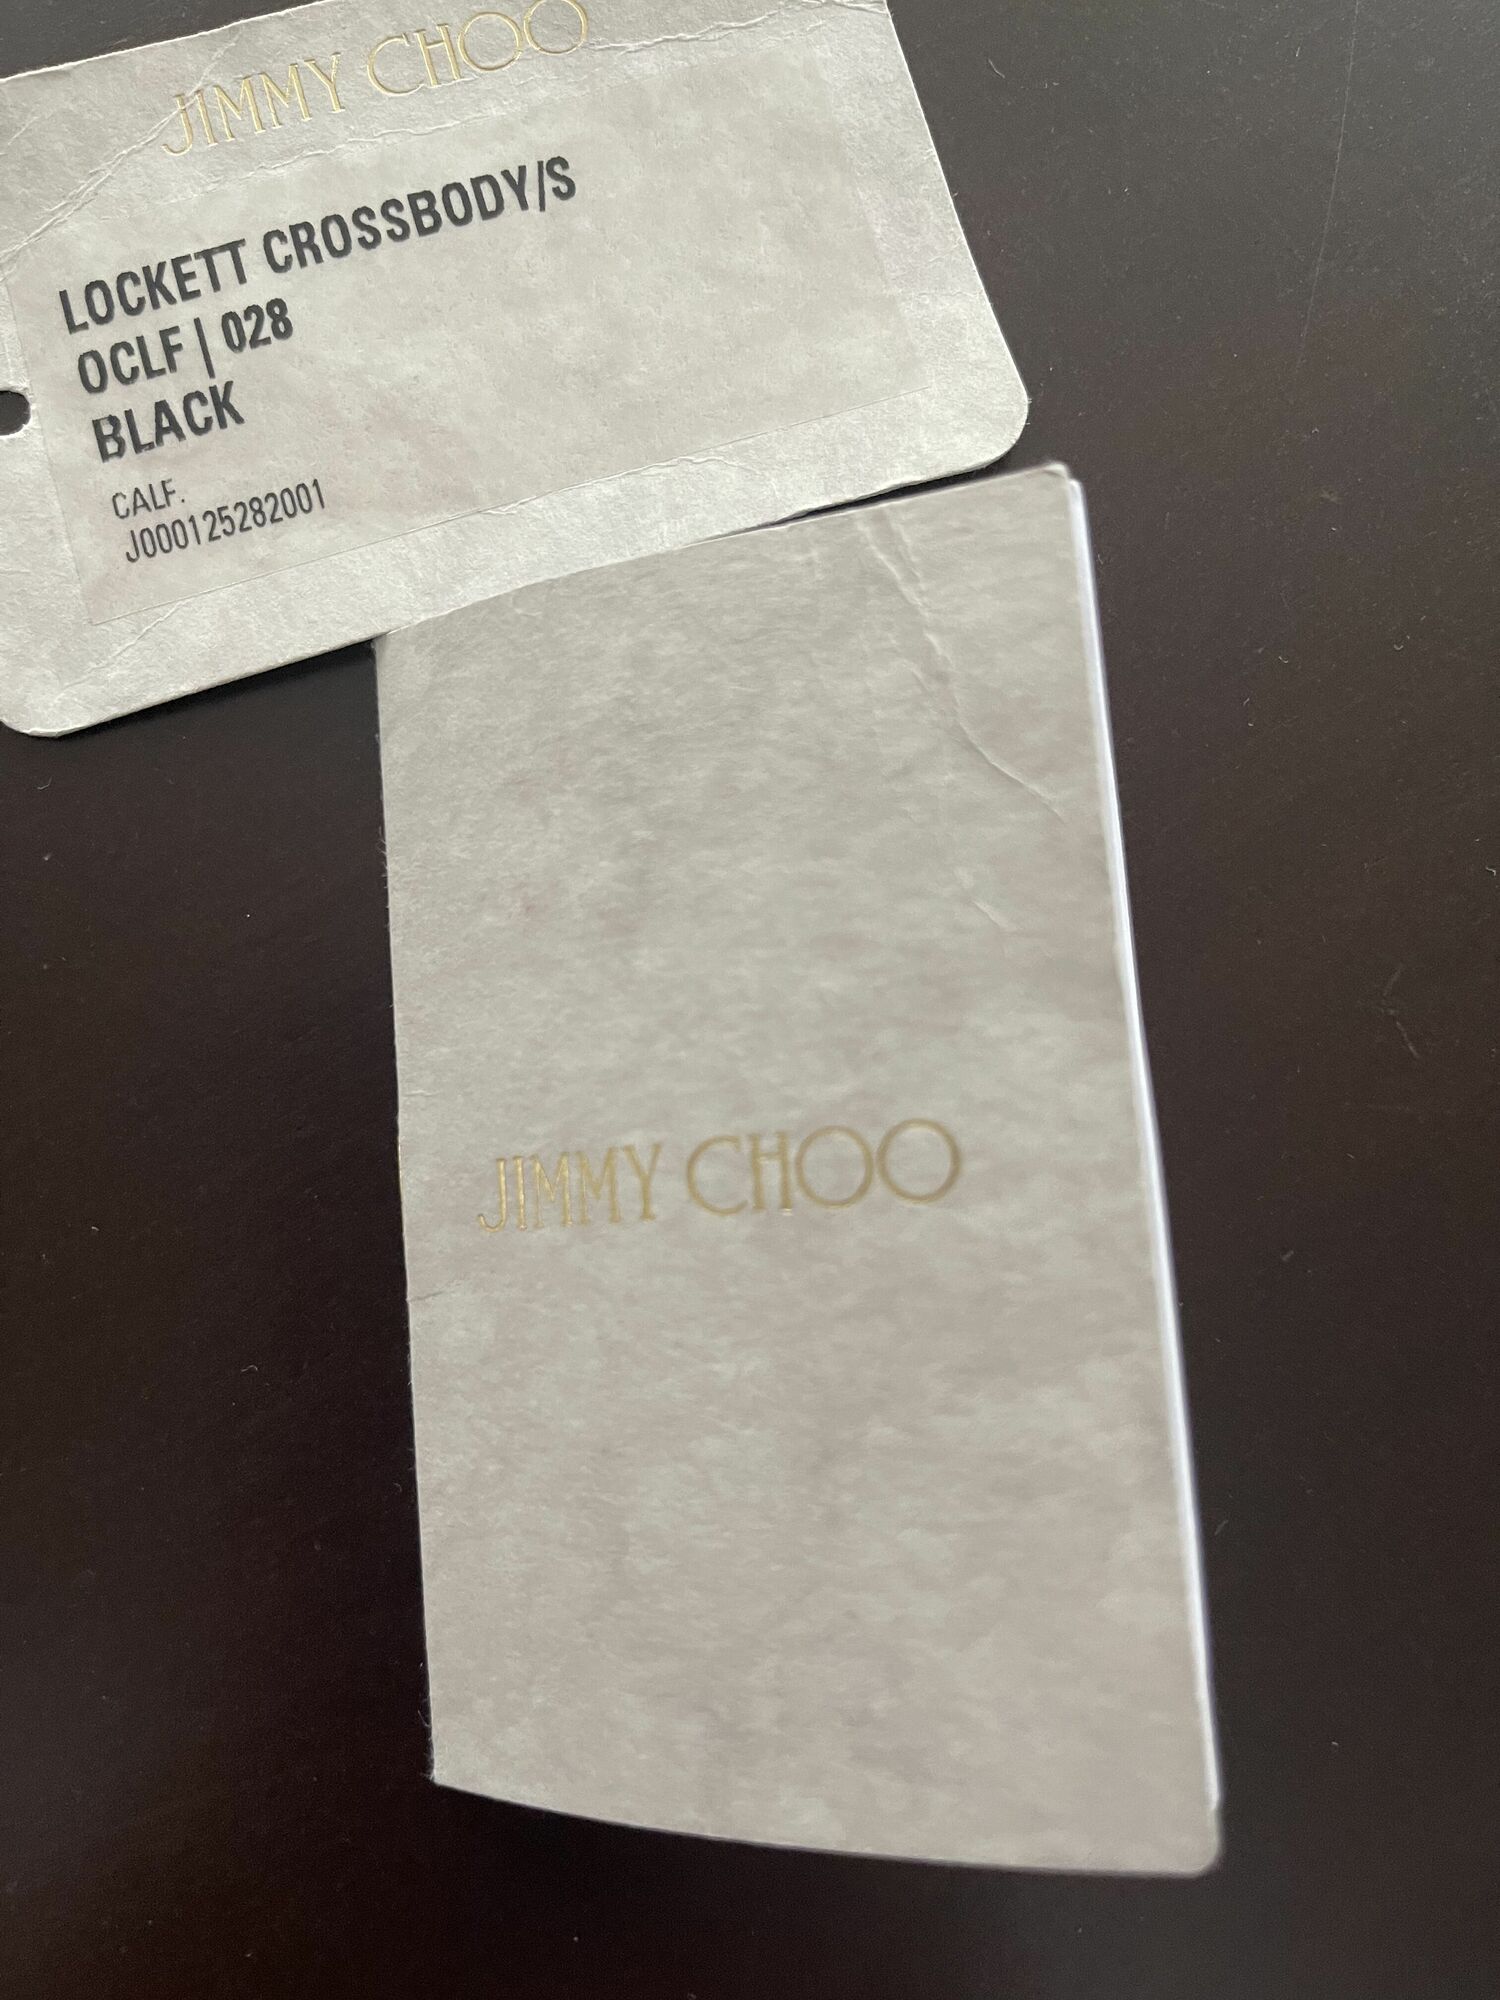 JIMMY CHOO
LOCKETT CROSSBODY/S
OCLF | 028
BLACK
CALF.
J000125282001
JIMMY CHOO